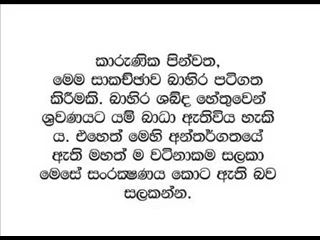 කාරුණික පින්වත,
මෙම සාකච්ඡාව බාහිර පටිගත
කිරීමකි. බාහිර ශබ්ද හේතුවෙන්
ශ්‍රවණයට යම් බාධා ඇතිවිය හැකි
ය. එහෙත් මෙහි අන්තර්ගතයේ
ඇති මහත් ම වටිනාකම සලකා
මෙසේ සංරක්‍ෂණය කොට ඇති බව
සලකන්න.